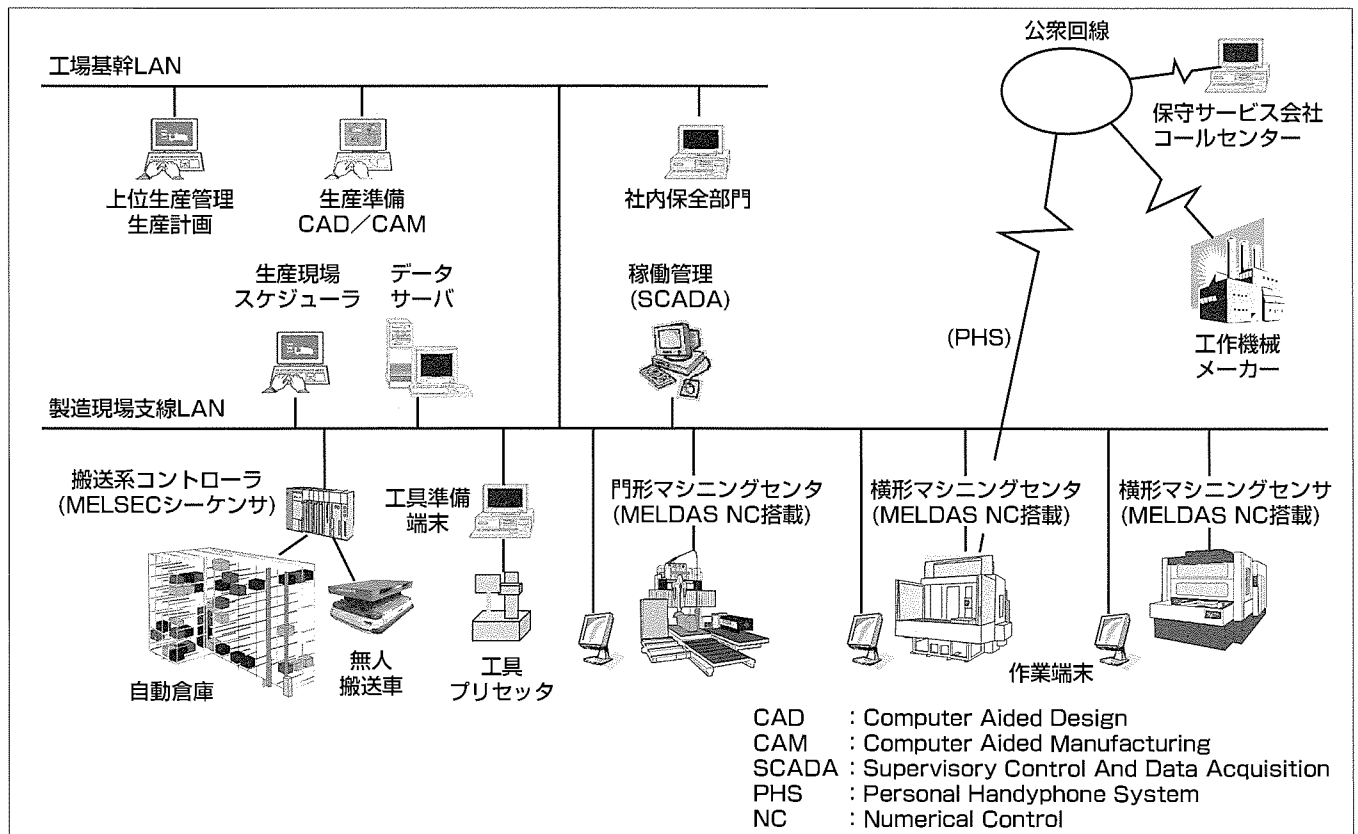 公衆回線
工場基幹LAN
保守サービス会社
コールセンター
上位生産管理
生産計画
生産準備
CAD／CAM
社内保全部門
生産現場
スケジューラ
データ
サーバ
稼働管理
(SCADA)
(PHS)
工作機械
メーカー
製造現場支線LAN
搬送系コントローラ
(MELSECシーケンサ)
工具準備
端末
門形マシニングセンタ
(MELDAS NC搭載)
横形マシニングセンタ
(MELDAS NC搭載)
横形マシニングセンサ
(MELDAS NC搭載)
自動倉庫
無人
搬送車
工具
プリセッタ
作業端末
CAD : Computer Aided Design
CAM : Computer Aided Manufacturing
SCADA : Supervisory Control And Data Acquisition
PHS : Personal Handyphone System
NC : Numerical Control